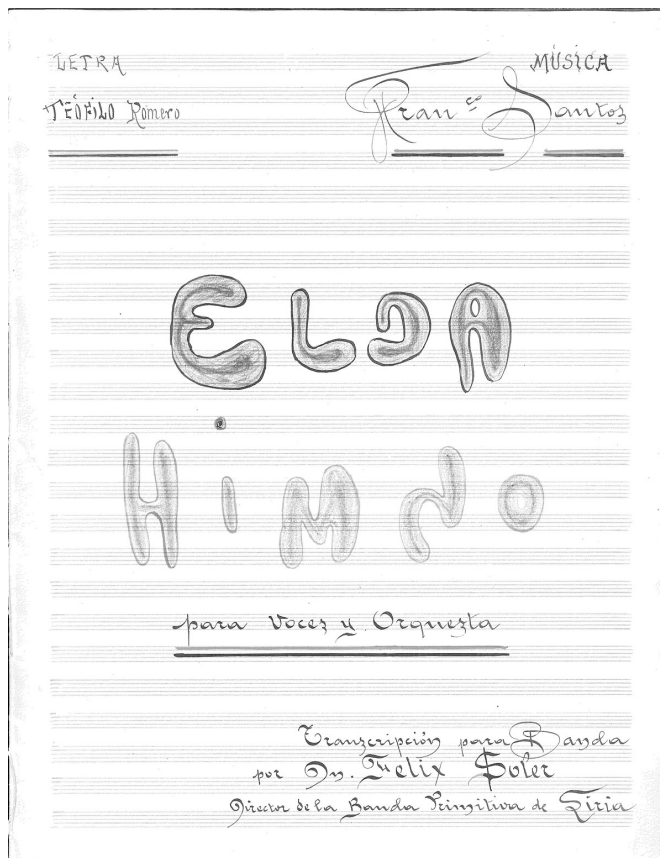 LETRA
MÚSICA
TEÓFILO Romero
Fran co Santos
ELDA
HiMNO
para Voces y Orquesta
Transcripción para Banda
por Dn. Felix Soler
Director de la Banda Primitiva de Liria